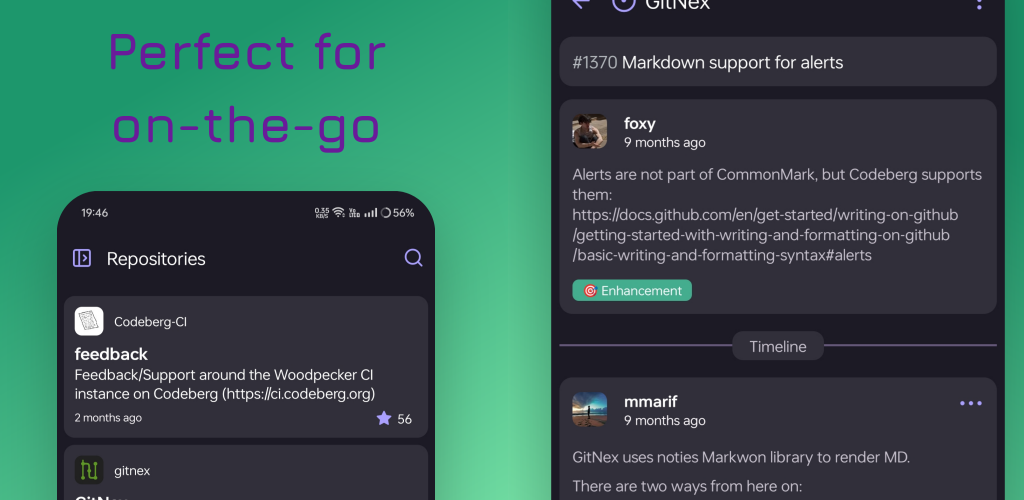 Perfect for
on-the-go
19:46
0.35
KB/S
56%
Repositories
Codeberg-CI
feedback
Feedback/Support around the Woodpecker CI
instance on Codeberg (https://ci.codeberg.org)
2 months ago
56
gitnex
GitNex
GitNex
#1370 Markdown support for alerts
foxy
9 months ago
Alerts are not part of CommonMark, but Codeberg supports
them:
https://docs.github.com/en/get-started/writing-on-github
/getting-started-with-writing-and-formatting-on-github
/basic-writing-and-formatting-syntax#alerts
🎯 Enhancement
Timeline
mmarif
9 months ago
GitNex uses noties Markwon library to render MD.
There are two ways from here on: